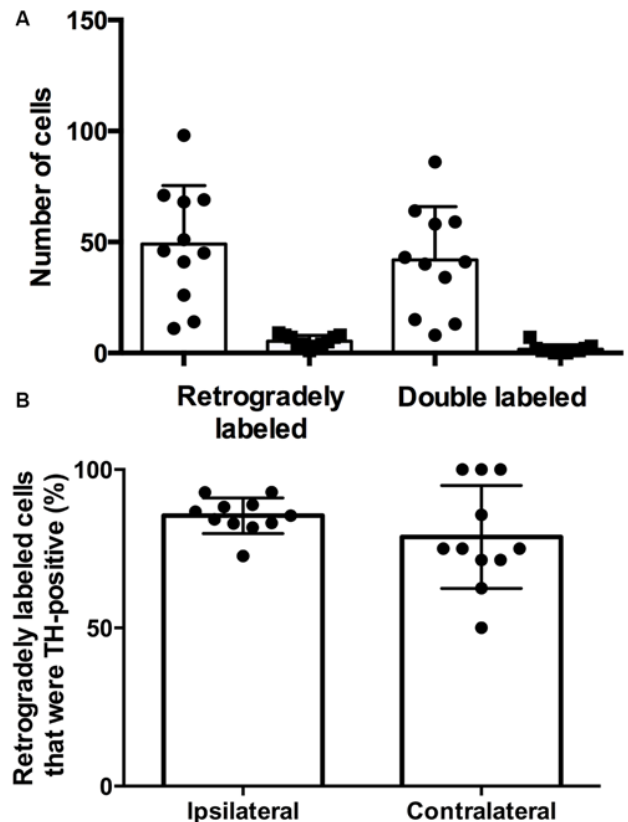 A
150
100
50
0
Number of cells
Retrogradely
labeled
Double labeled
B
100
50
0
Retrogradely labeled cells
that were TH-positive (%)
Ipsilateral
Contralateral